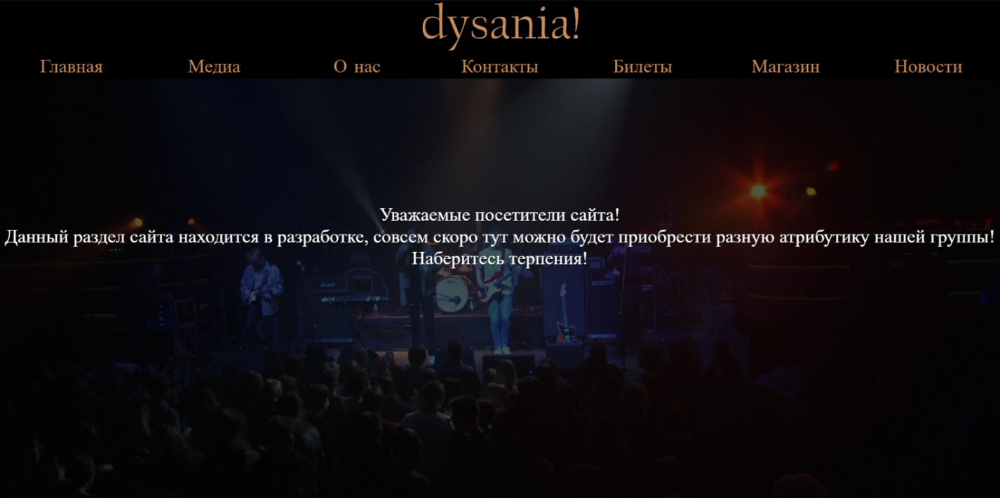 dysania!
Главная Медиа О нас Контакты Билеты Магазин Новости
Уважаемые посетители сайта!
Данный раздел сайта находится в разработке, совсем скоро тут можно будет приобрести разную атрибутику нашей группы!
Наберитесь терпения!